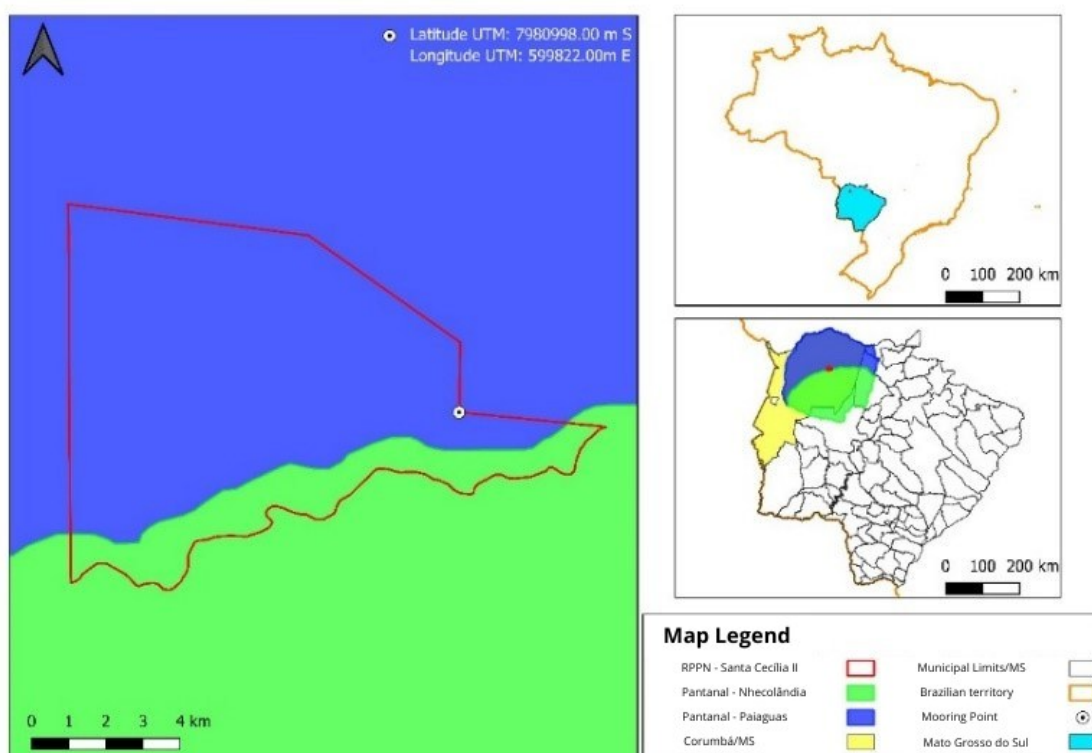 Latitude UTM: 7980998.00 m S
Longitude UTM: 599822.00m E
0 1 2 3 4 km
0 100 200 km
0 100 200 km
Map Legend
RPPN - Santa Cecília II
Municipal Limits/MS
Pantanal - Nhecolândia
Brazilian territory
Pantanal - Paiaguas
Mooring Point
Corumbá/MS
Mato Grosso do Sul